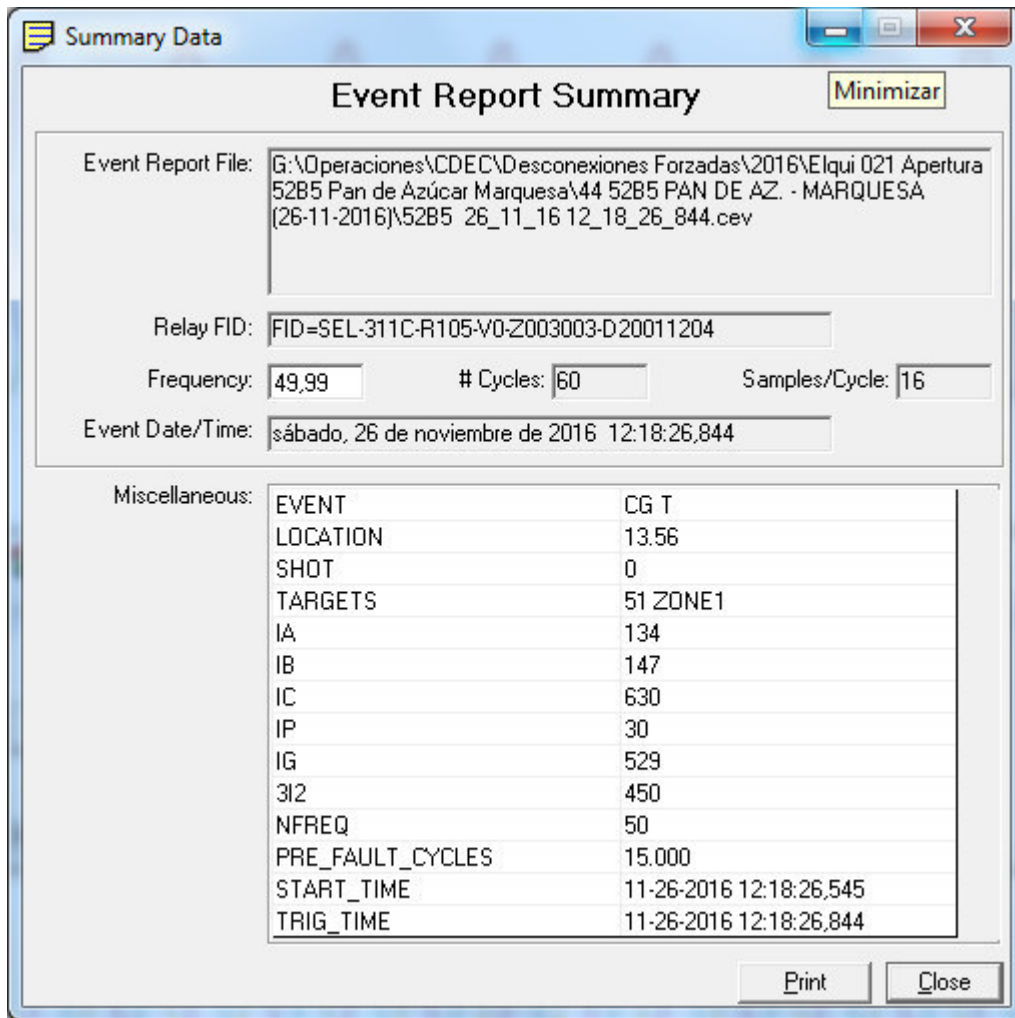 Summary Data
Event Report Summary
Minimizar
Event Report File:
G:\Operaciones\CDEC\Desconexiones Forzadas\2016\Elqui 021 Apertura
52B5 Pan de Azúcar Marquesa\44 52B5 PAN DE AZ. - MARQUESA
(26-11-2016)\52B5  26_11_16 12_18_26_844.cev
Relay FID: FID=SEL-311C-R105-V0-Z003003-D20011204
Frequency: 49,99 # Cycles: 60 Samples/Cycle: 16
Event Date/Time: sábado, 26 de noviembre de 2016  12:18:26,844
Miscellaneous:
EVENT CG T
LOCATION 13.56
SHOT 0
TARGETS 51 ZONE1
IA 134
IB 147
IC 630
IP 30
IG 529
3I2 450
NFREQ 50
PRE_FAULT_CYCLES 15.000
START_TIME 11-26-2016 12:18:26,545
TRIG_TIME 11-26-2016 12:18:26,844
Print Close